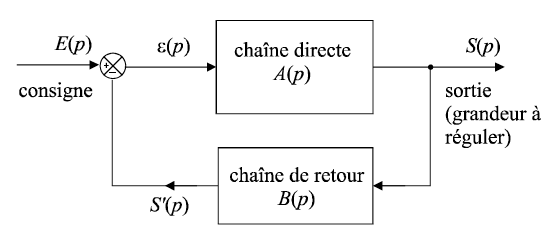 E(p)
ε(p)
chaîne directe
A(p)
S(p)
+
−
consigne
sortie
(grandeur à
réguler)
chaîne de retour
B(p)
S'(p)